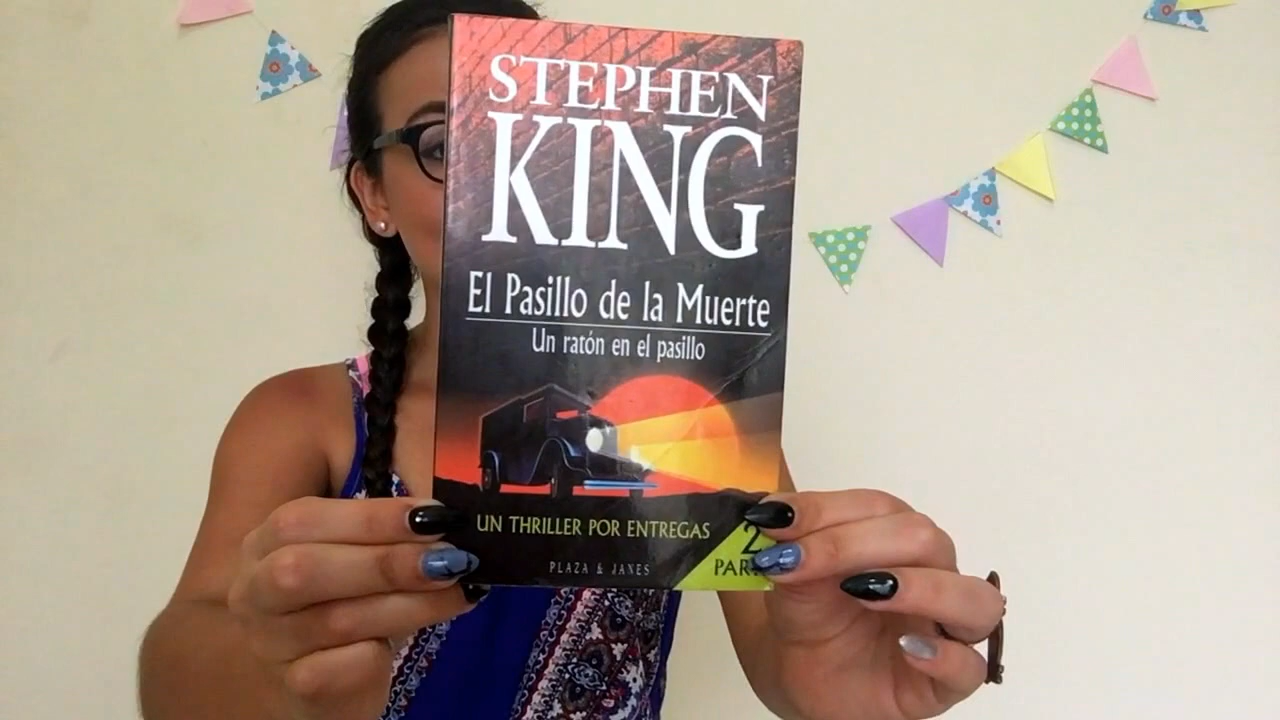 STEPHEN
KING
El Pasillo de la Muerte
Un ratón en el pasillo
UN THRILLER POR ENTREGAS
2
PLAZA & JANES